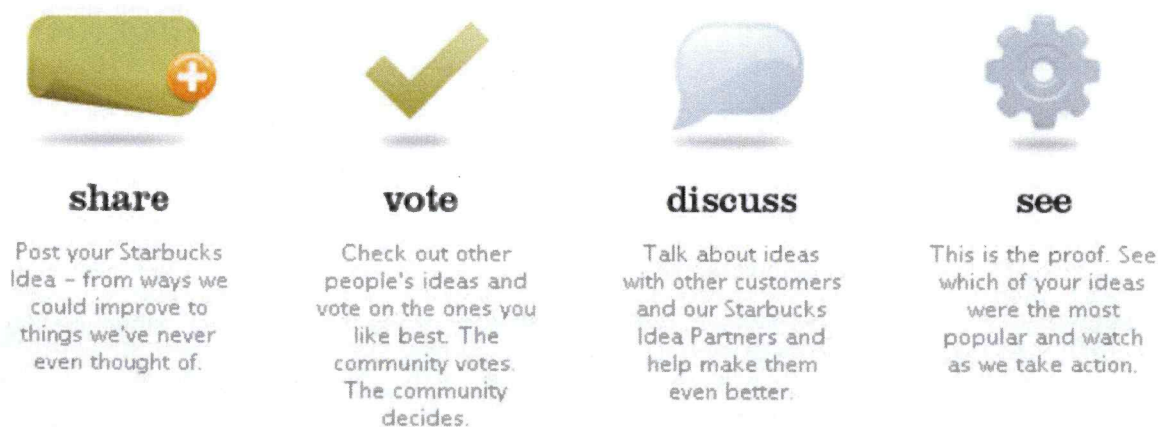 share
Post your Starbucks
Idea – from ways we
could improve to
things we've never
even thought of.
vote
Check out other
people's ideas and
vote on the ones you
like best. The
community votes.
The community
decides.
discuss
Talk about ideas
with other customers
and our Starbucks
Idea Partners and
help make them
even better.
see
This is the proof. See
which of your ideas
were the most
popular and watch
as we take action.